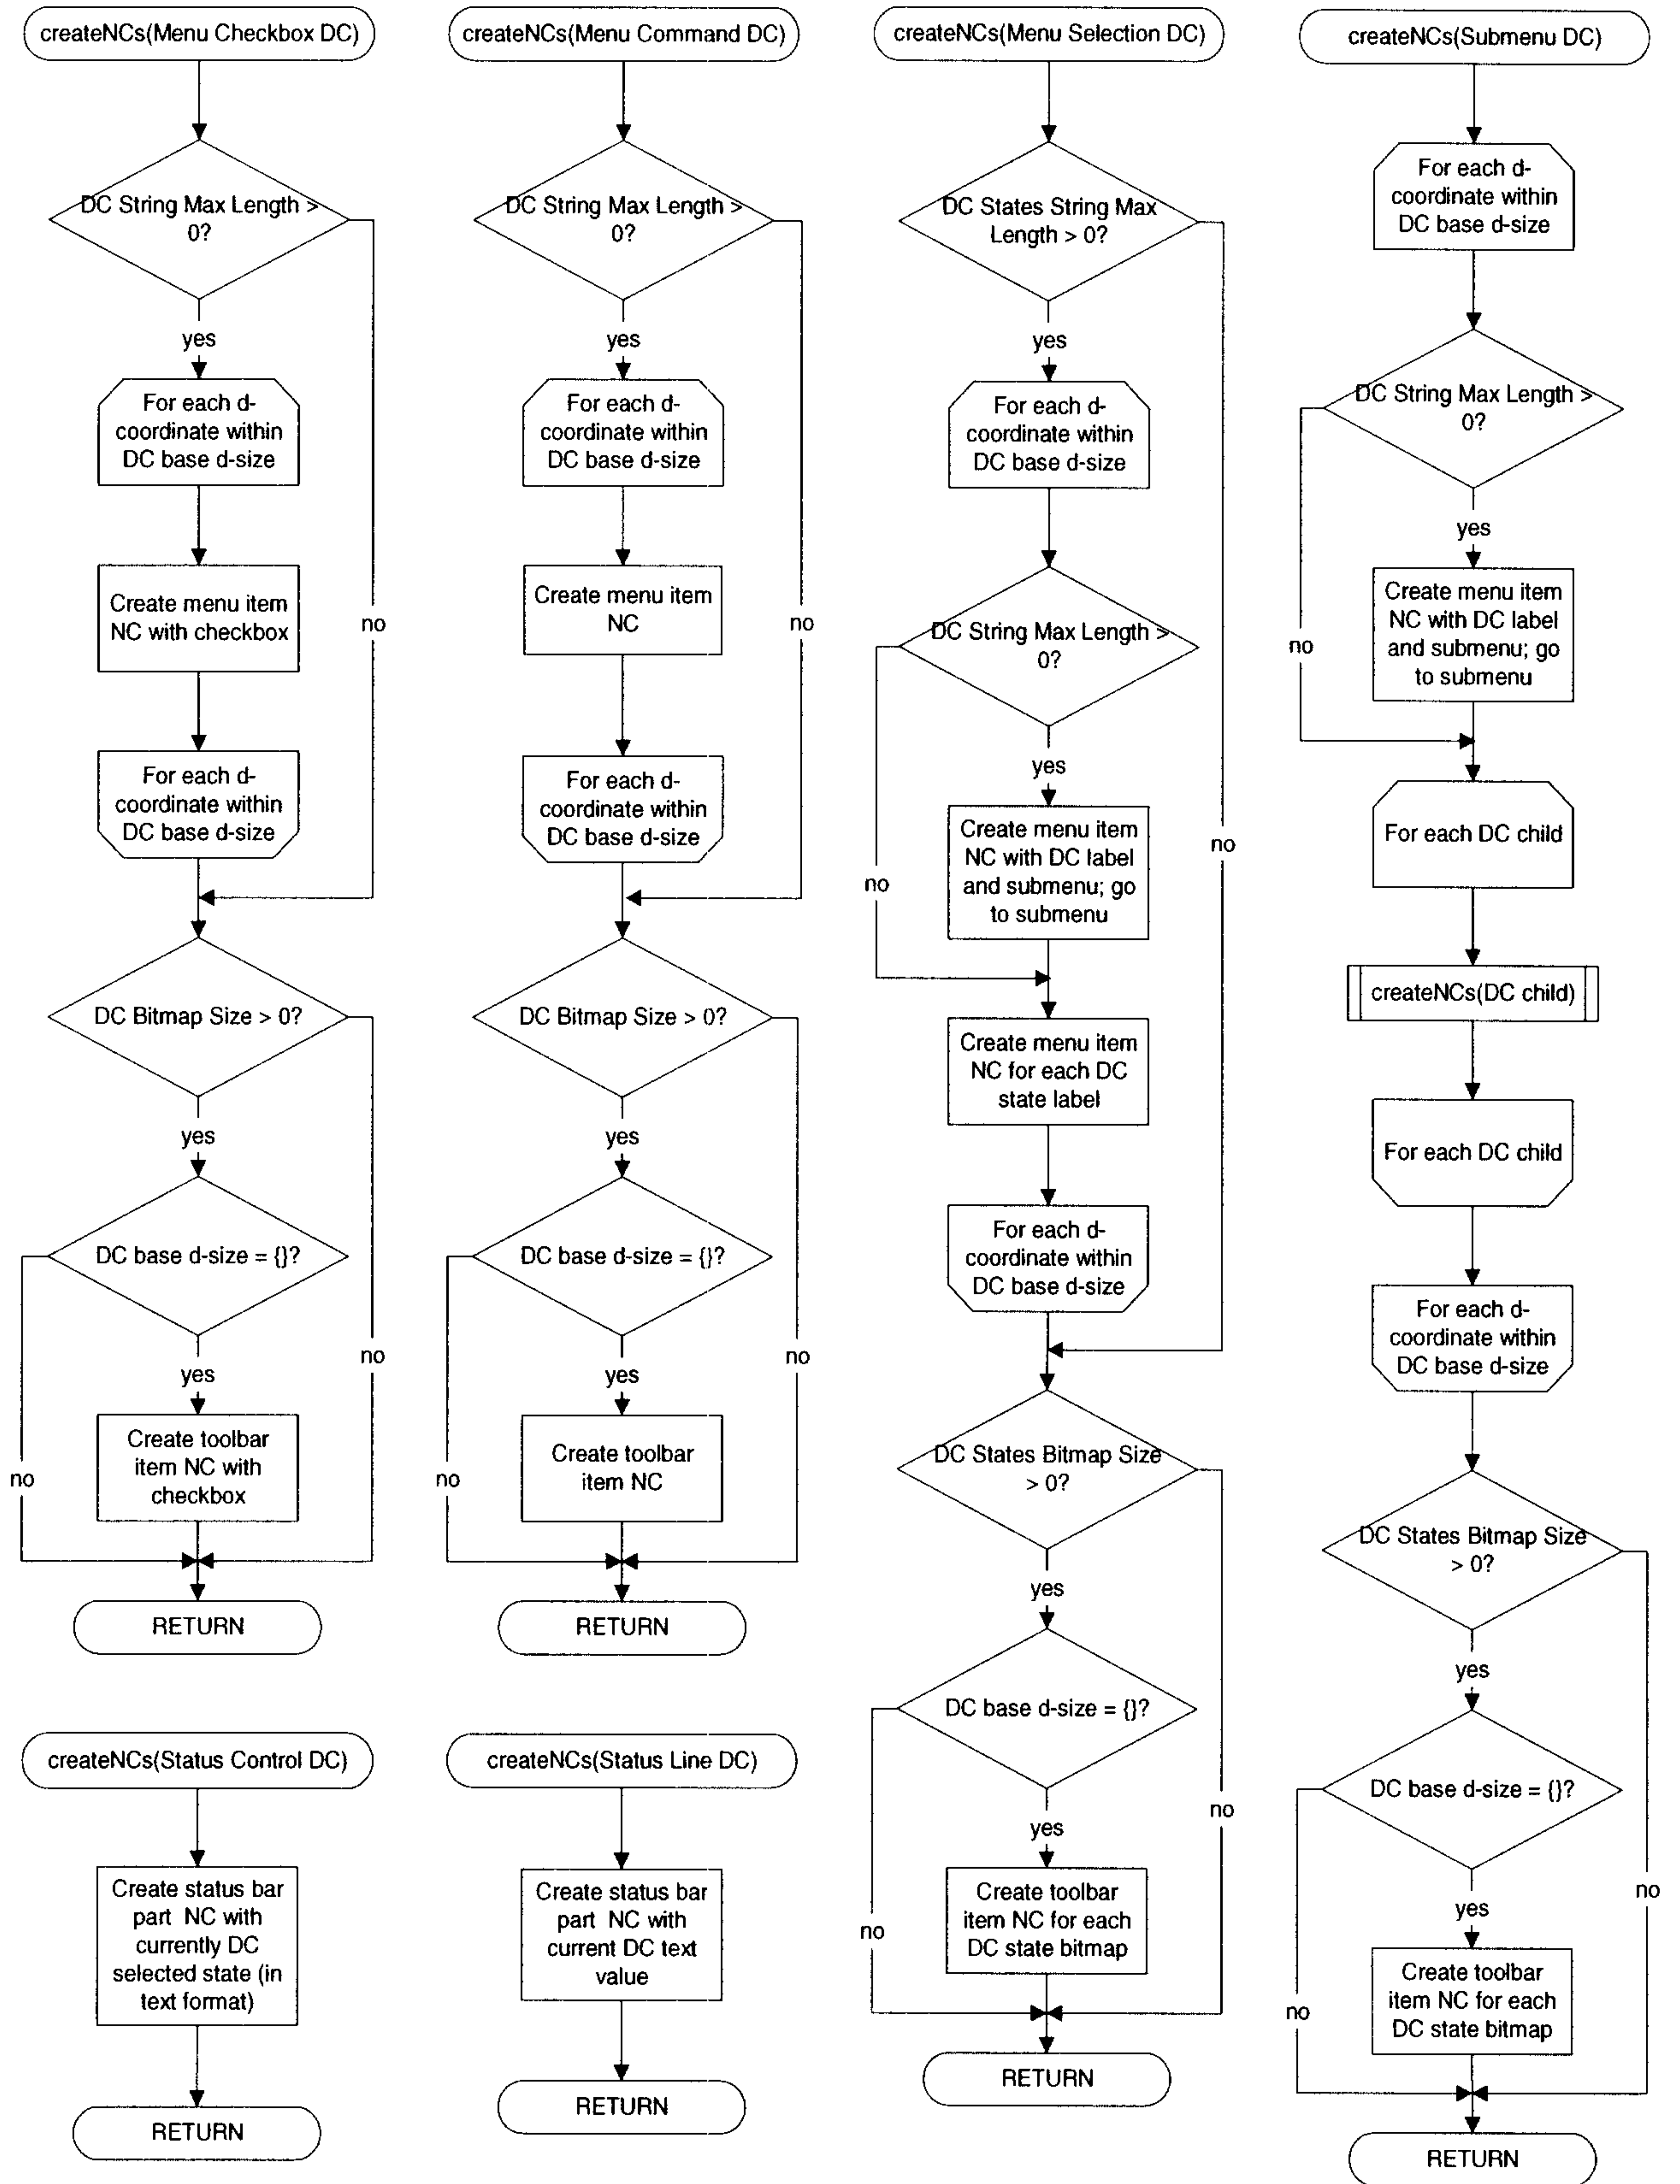 createNCs(Menu Checkbox DC)
DC String Max Length >
0?
yes
For each d-
coordinate within
DC base d-size
Create menu item
NC with checkbox
no
For each d-
coordinate within
DC base d-size
DC Bitmap Size > 0?
yes
DC base d-size = {}?
no
yes
Create toolbar
item NC with
checkbox
no
RETURN
createNCs(Menu Command DC)
DC String Max Length >
0?
yes
For each d-
coordinate within
DC base d-size
Create menu item
NC
no
For each d-
coordinate within
DC base d-size
DC Bitmap Size > 0?
yes
DC base d-size = {}?
no
yes
Create toolbar
item NC
no
RETURN
createNCs(Menu Selection DC)
DC States String Max
Length > 0?
yes
For each d-
coordinate within
DC base d-size
DC String Max Length >
0?
yes
Create menu item
NC with DC label
and submenu; go
to submenu
no
no
Create menu item
NC for each DC
state label
For each d-
coordinate within
DC base d-size
DC States Bitmap Size
> 0?
yes
DC base d-size = {}?
no
yes
Create toolbar
item NC for each
DC state bitmap
no
RETURN
createNCs(Submenu DC)
For each d-
coordinate within
DC base d-size
DC String Max Length >
0?
yes
Create menu item
NC with DC label
and submenu; go
to submenu
no
For each DC child
createNCs(DC child)
For each DC child
For each d-
coordinate within
DC base d-size
DC States Bitmap Size
> 0?
yes
DC base d-size = {}?
no
yes
Create toolbar
item NC for each
DC state bitmap
no
RETURN
createNCs(Status Control DC)
Create status bar
part NC with
currently DC
selected state (in
text format)
RETURN
createNCs(Status Line DC)
Create status bar
part NC with
current DC text
value
RETURN